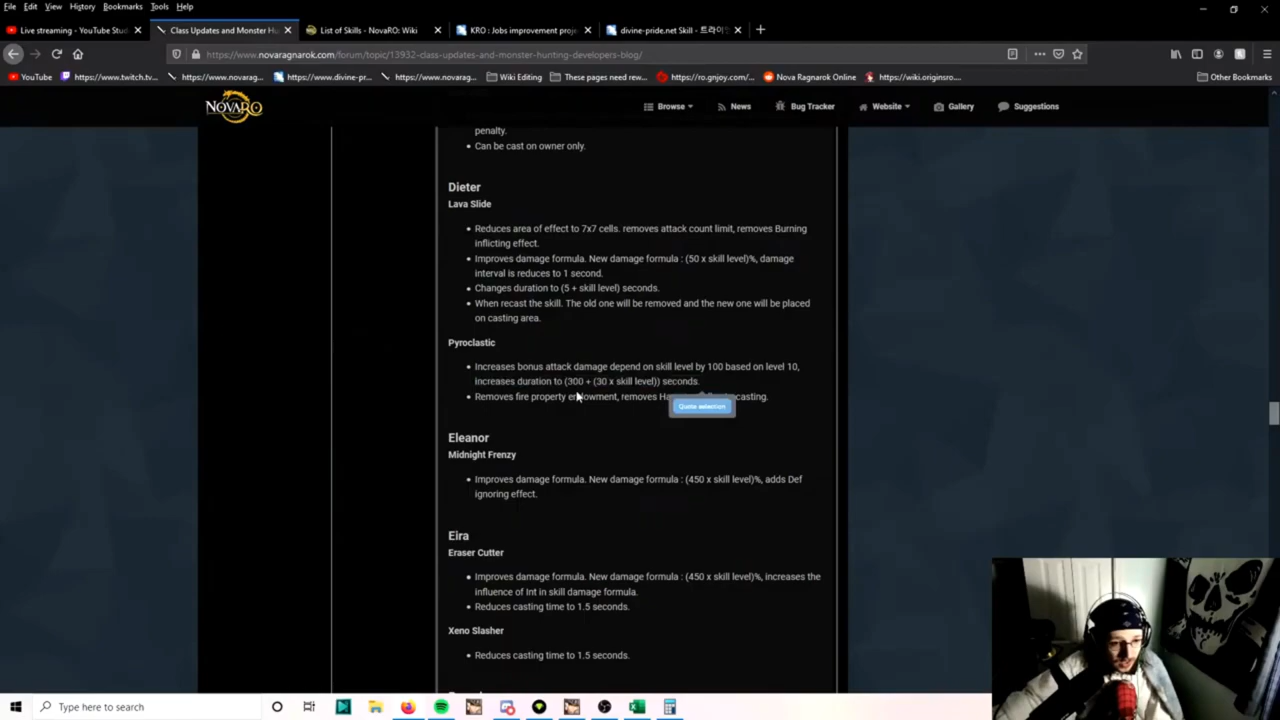 File Edit View History Bookmarks Tools Help
Live streaming - YouTube Stud
Class Updates and Monster Hu
List of Skills - NovaRO: Wiki
KRO : Jobs improvement proj
divine-pride.net Skill - 트라이
https://www.novaragnarok.com/forum/topic/13932-class-updates-and-monster-hunting-developers-blog/
YouTube https://www.twitch.tv... https://www.novarag... https://www.divine-pr... https://www.novarag... Wiki Editing These pages need rew... https://ro.gnjoy.com/... Nova Ragnarok Online https://wiki.originsro.... Other Bookmarks
NOVARO Browse News Bug Tracker Website Gallery Suggestions
penalty.
• Can be cast on owner only.
Dieter
Lava Slide
• Reduces area of effect to 7x7 cells. removes attack count limit, removes Burning
inflicting effect.
• Improves damage formula. New damage formula : (50 x skill level)%, damage
interval is reduces to 1 second.
• Changes duration to (5 + skill level) seconds.
• When recast the skill. The old one will be removed and the new one will be placed
on casting area.
Pyroclastic
• Increases bonus attack damage depend on skill level by 100 based on level 10,
increases duration to (300 + (30 x skill level)) seconds.
• Removes fire property endowment, removes casting.
Quote selection
Eleanor
Midnight Frenzy
• Improves damage formula. New damage formula : (450 x skill level)%, adds Def
ignoring effect.
Eira
Eraser Cutter
• Improves damage formula. New damage formula : (450 x skill level)%, increases the
influence of Int in skill damage formula.
• Reduces casting time to 1.5 seconds.
Xeno Slasher
• Reduces casting time to 1.5 seconds.
Type here to search